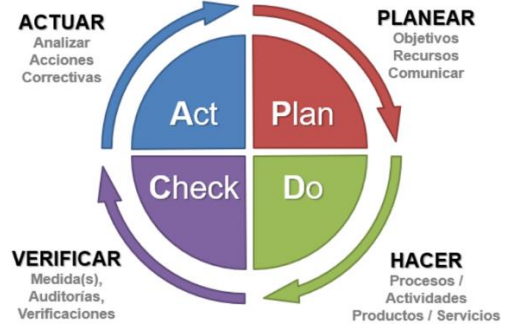 ACTUAR
Analizar
Acciones
Correctivas
PLANEAR
Objetivos
Recursos
Comunicar
Act
Plan
Check
Do
VERIFICAR
Medida(s),
Auditorías,
Verificaciones
HACER
Procesos /
Actividades
Productos / Servicios